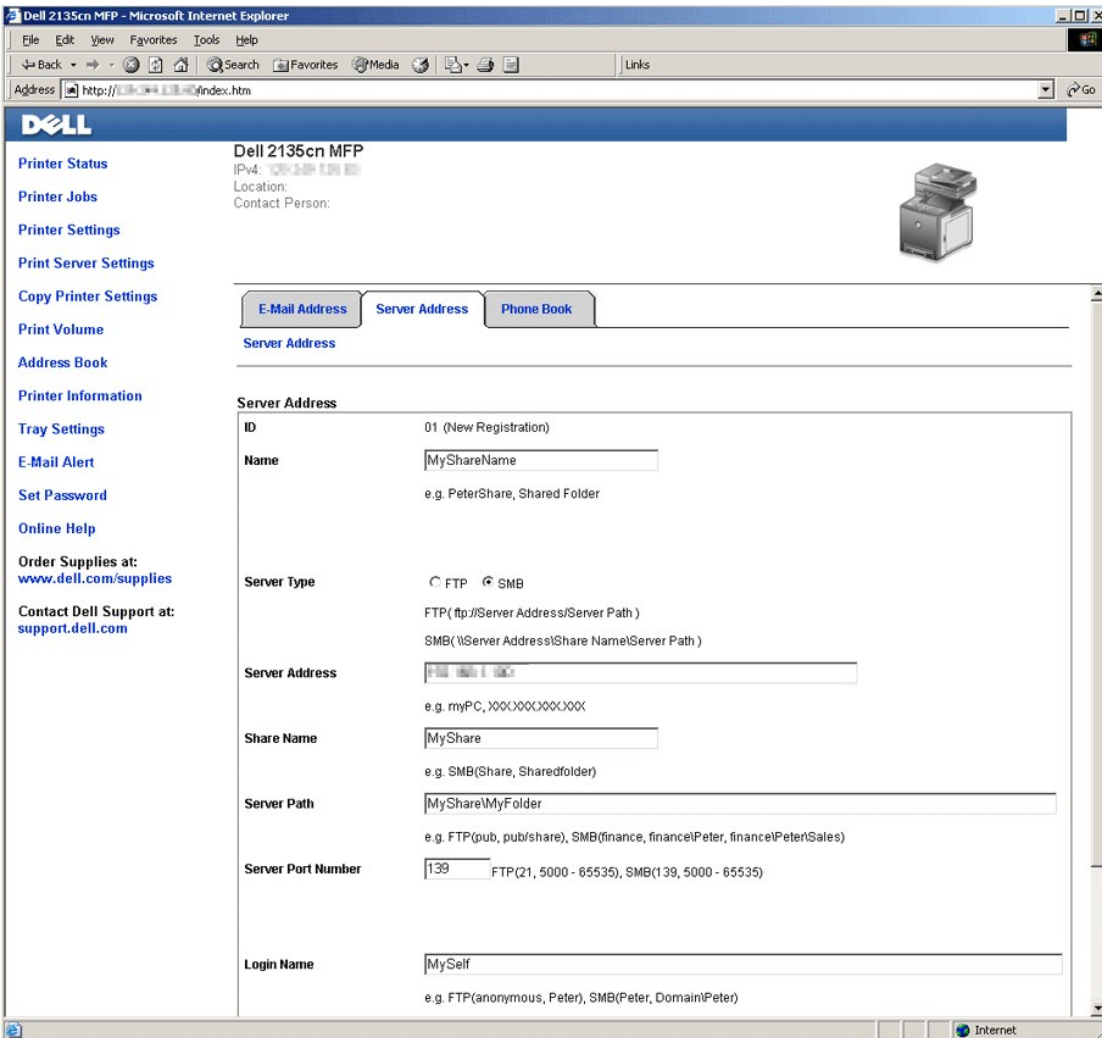 Dell 2135cn MFP - Microsoft Internet Explorer
File Edit View Favorites Tools Help
Back Search Favorites Media Links
Address http:// /index.htm Go
DELL
Printer Status
Printer Jobs
Printer Settings
Print Server Settings
Copy Printer Settings
Print Volume
Address Book
Printer Information
Tray Settings
E-Mail Alert
Set Password
Online Help
Order Supplies at:
www.dell.com/supplies
Contact Dell Support at:
support.dell.com
Dell 2135cn MFP
IPv4:
Location:
Contact Person:
E-Mail Address Server Address Phone Book
Server Address
Server Address
ID 01 (New Registration)
Name MyShareName
e.g. PeterShare, Shared Folder
Server Type FTP SMB
FTP( ftp://Server Address/Server Path )
SMB( \\Server Address\Share Name\Server Path )
Server Address
e.g. myPC, XXX.XXX.XXX.XXX
Share Name MyShare
e.g. SMB(Share, Sharedfolder)
Server Path MyShare\MyFolder
e.g. FTP(pub, pub/share), SMB(finance, finance\Peter, finance\Peter\Sales)
Server Port Number 139 FTP(21, 5000 - 65535), SMB(139, 5000 - 65535)
Login Name MySelf
e.g. FTP(anonymous, Peter), SMB(Peter, Domain\Peter)
Internet